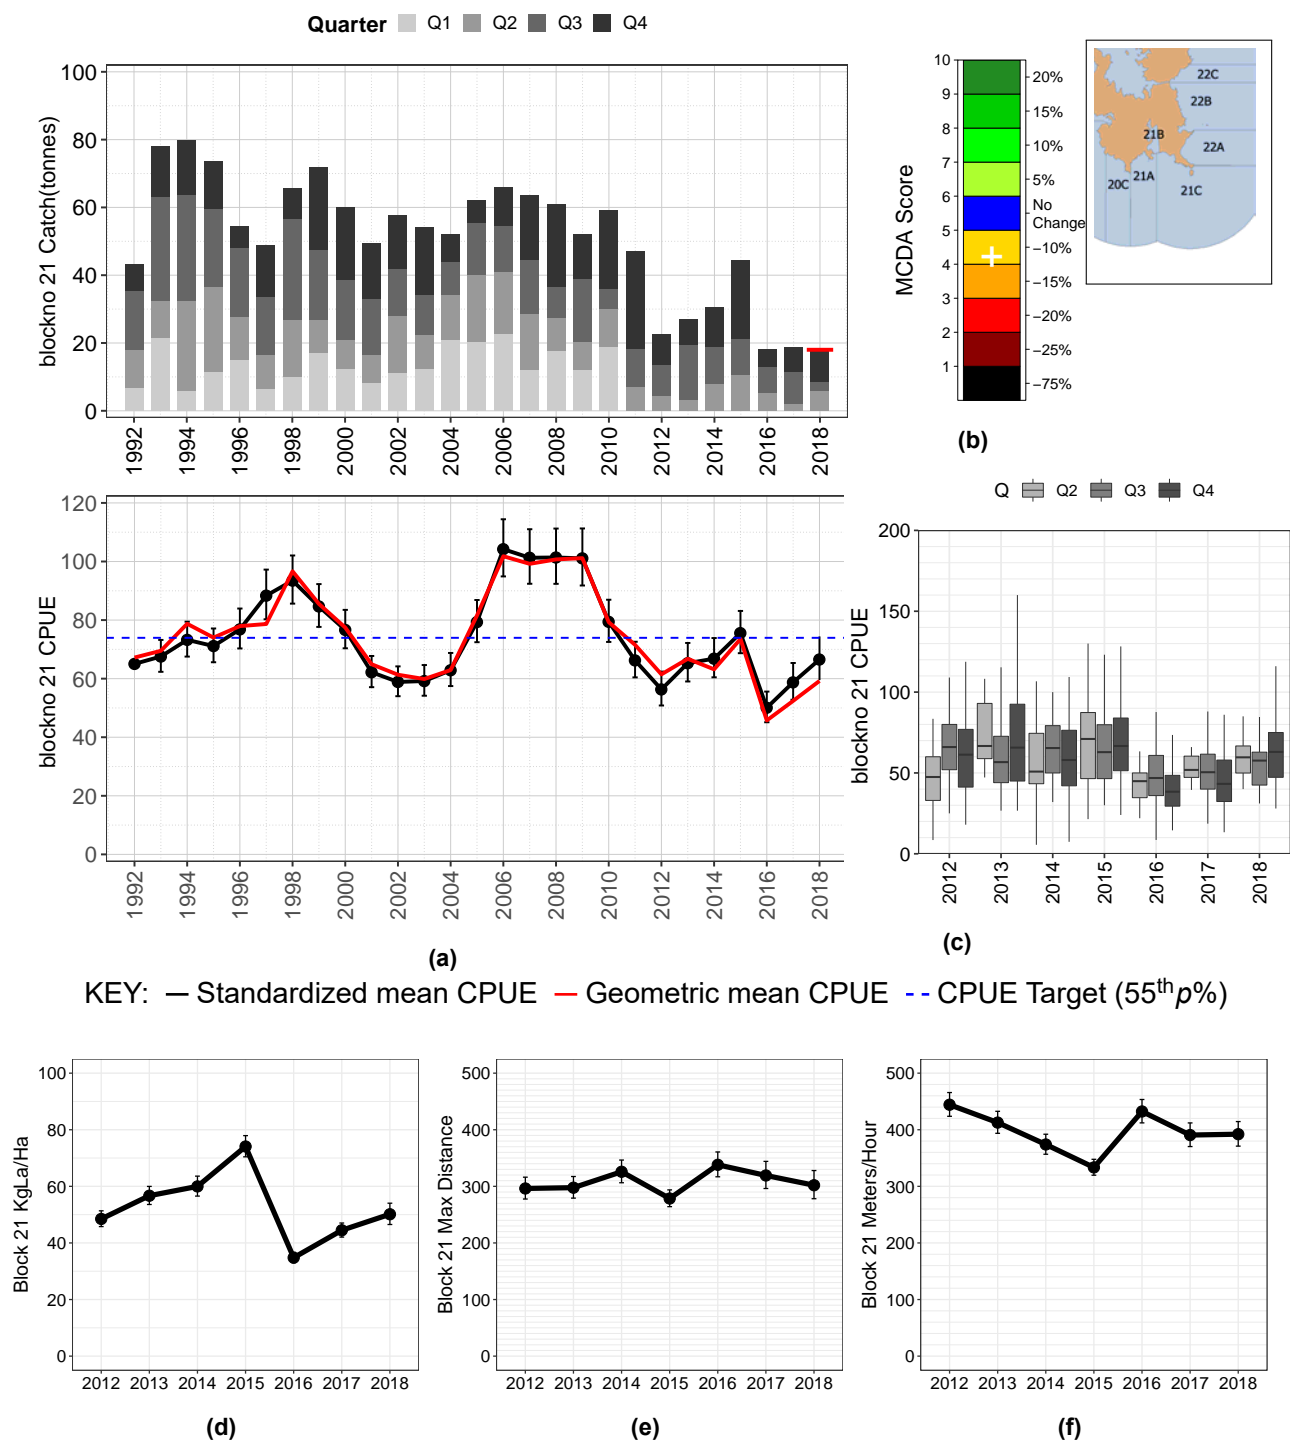 Quarter Q1 Q2 Q3 Q4
blockno 21 Catch(tonnes)
100
80
60
40
20
0
1992 1994 1996 1998 2000 2002 2004 2006 2008 2010 2012 2014 2016 2018
blockno 21 CPUE
120
100
80
60
40
20
0
1992 1994 1996 1998 2000 2002 2004 2006 2008 2010 2012 2014 2016 2018
(a)
MCDA Score
10
9
8
7
6
5
4
3
2
1
20%
15%
10%
5%
No
Change
−10%
−15%
−20%
−25%
−75%
22C
22B
21B
22A
21A
20C
21C
(b)
Q Q2 Q3 Q4
blockno 21 CPUE
200
150
100
50
0
2012 2013 2014 2015 2016 2017 2018
(c)
KEY: Standardized mean CPUE Geometric mean CPUE CPUE Target (55th p%)
Block 21 KgLa/Ha
100
80
60
40
20
0
2012 2013 2014 2015 2016 2017 2018
(d)
Block 21 Max Distance
500
400
300
200
100
0
2012 2013 2014 2015 2016 2017 2018
(e)
Block 21 Meters/Hour
500
400
300
200
100
0
2012 2013 2014 2015 2016 2017 2018
(f)